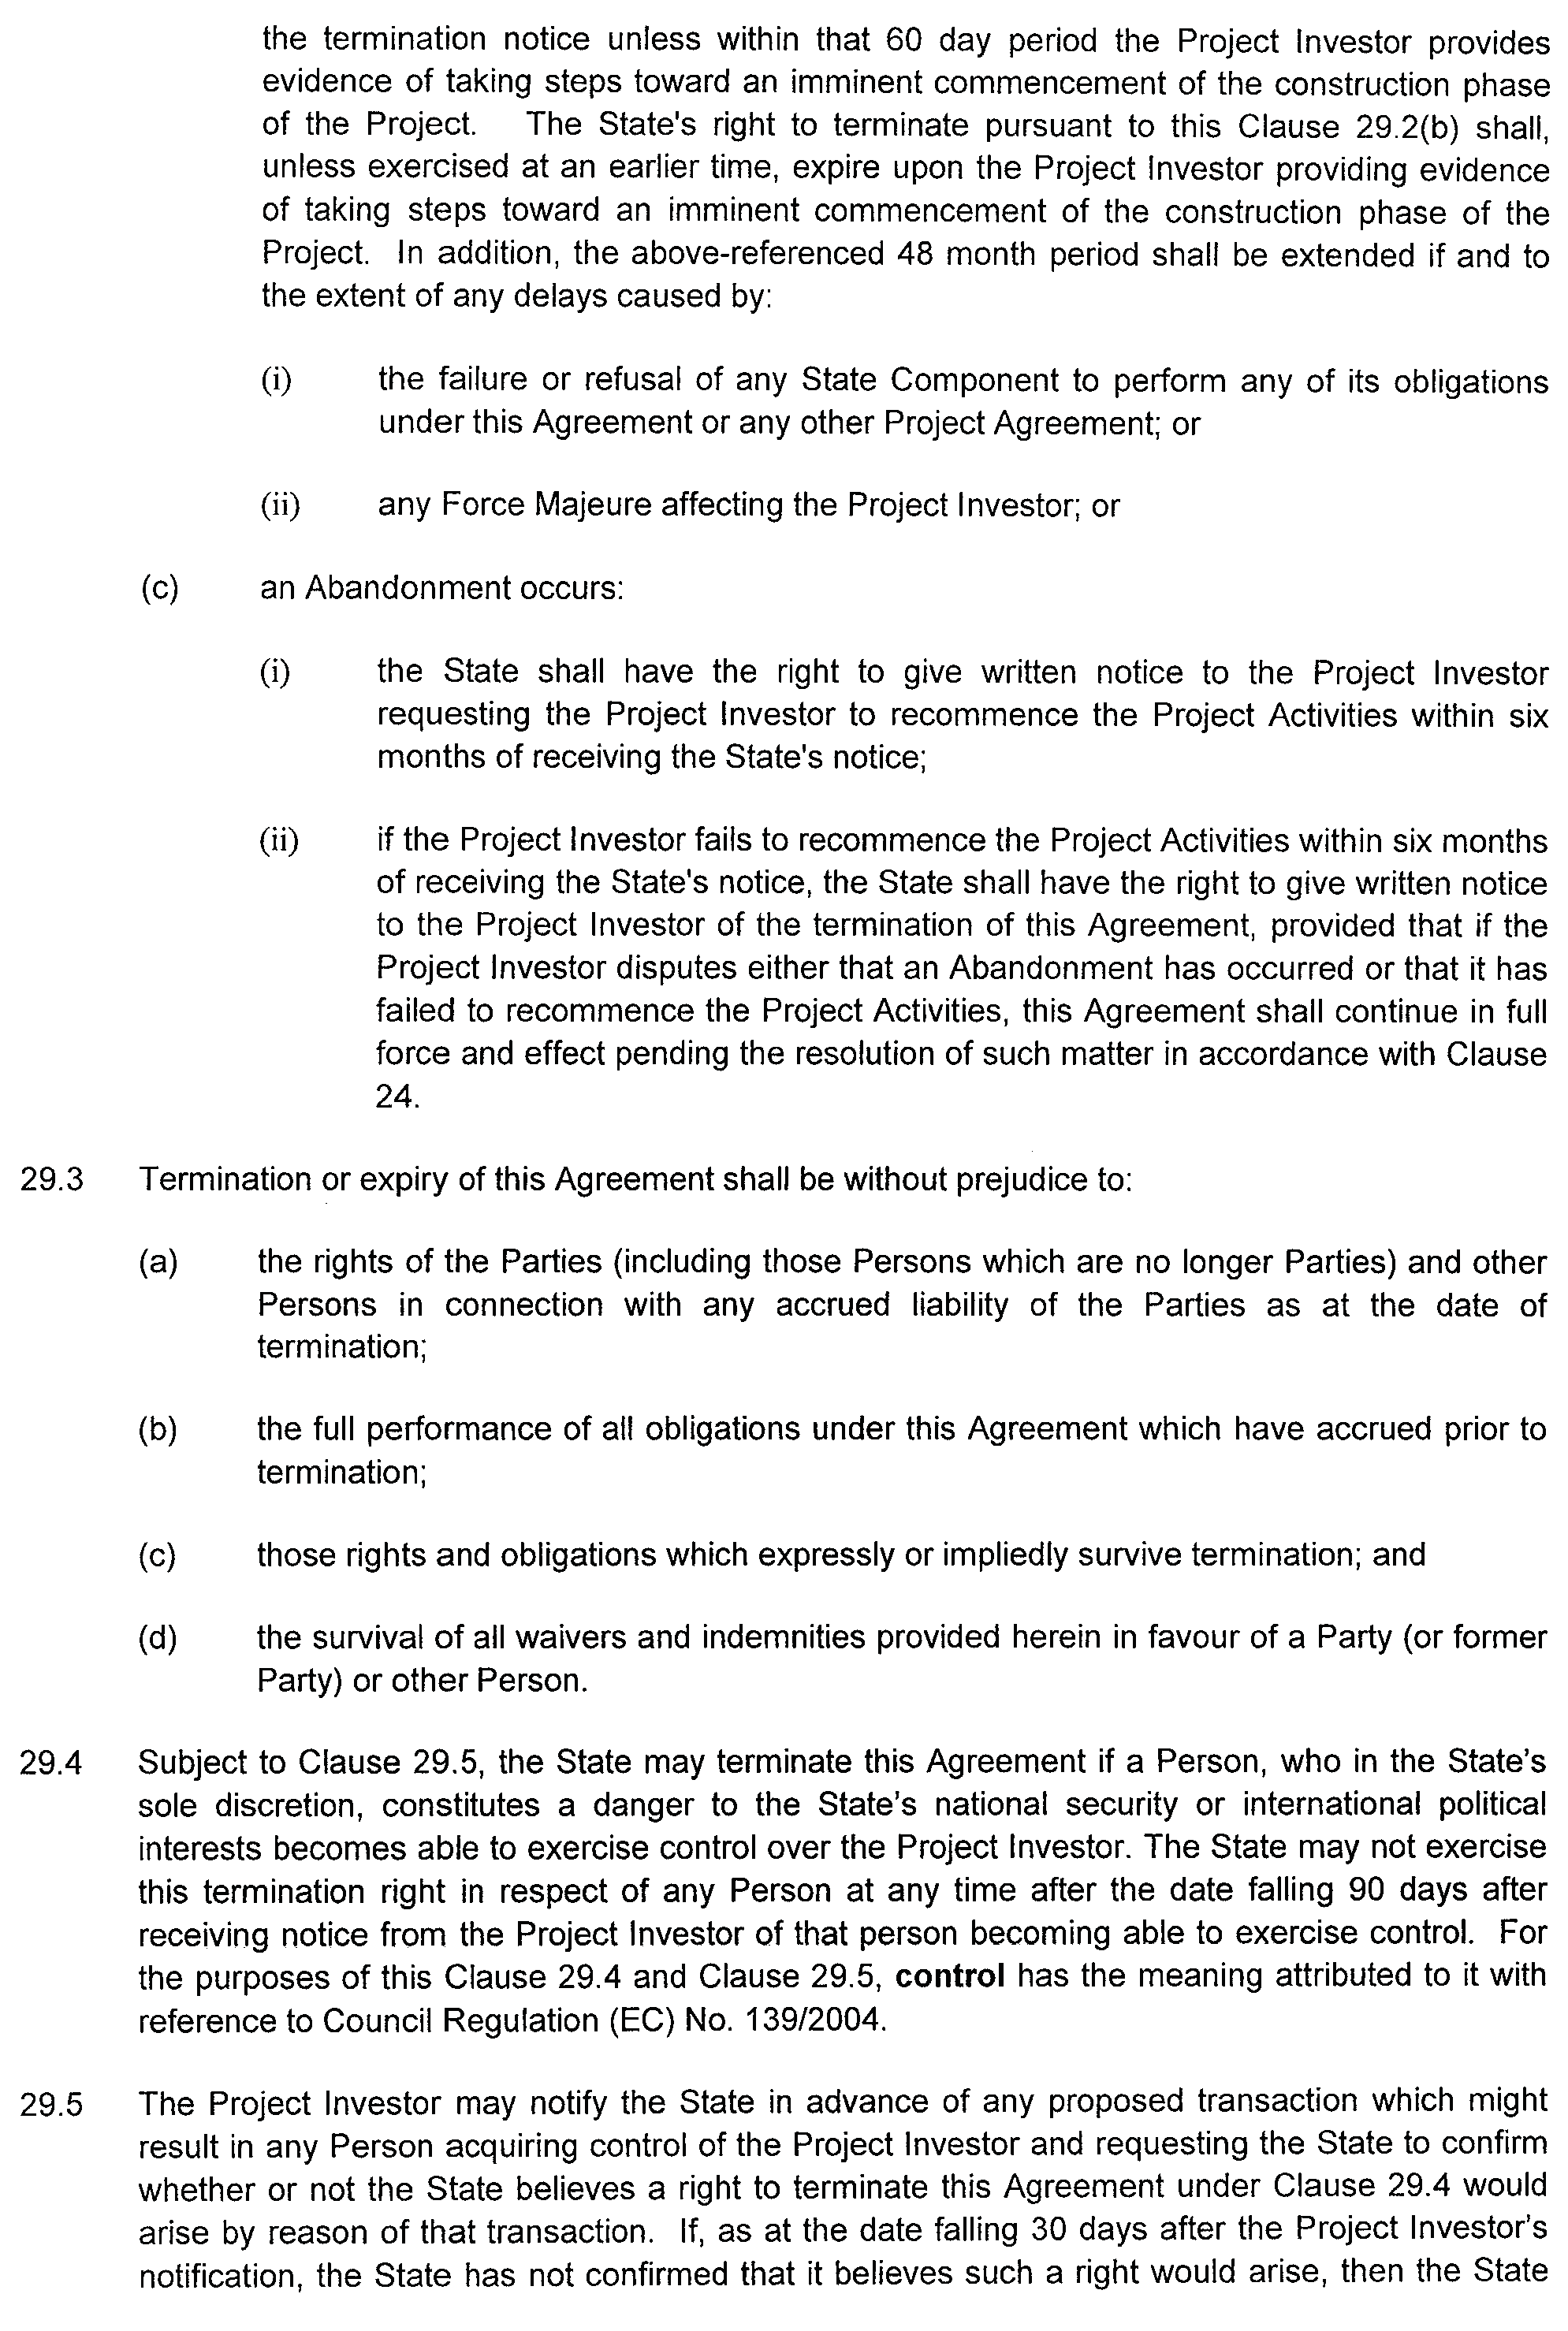 the termination notice unless within that 60 day period the Project Investor provides
evidence of taking steps toward an imminent commencement of the construction phase
of the Project. The State's right to terminate pursuant to this Clause 29.2(b) shall,
unless exercised at an earlier time, expire upon the Project Investor providing evidence
of taking steps toward an imminent commencement of the construction phase of the
Project. In addition, the above-referenced 48 month period shall be extended if and to
the extent of any delays caused by:
(i) the failure or refusal of any State Component to perform any of its obligations
under this Agreement or any other Project Agreement; or
(ii) any Force Majeure affecting the Project Investor; or
(c) an Abandonment occurs:
(i) the State shall have the right to give written notice to the Project Investor
requesting the Project Investor to recommence the Project Activities within six
months of receiving the State's notice;
(ii) if the Project Investor fails to recommence the Project Activities within six months
of receiving the State's notice, the State shall have the right to give written notice
to the Project Investor of the termination of this Agreement, provided that if the
Project Investor disputes either that an Abandonment has occurred or that it has
failed to recommence the Project Activities, this Agreement shall continue in full
force and effect pending the resolution of such matter in accordance with Clause
24.
29.3 Termination or expiry of this Agreement shall be without prejudice to:
(a) the rights of the Parties (including those Persons which are no longer Parties) and other
Persons in connection with any accrued liability of the Parties as at the date of
termination;
(b) the full performance of all obligations under this Agreement which have accrued prior to
termination;
(c) those rights and obligations which expressly or impliedly survive termination; and
(d) the survival of all waivers and indemnities provided herein in favour of a Party (or former
Party) or other Person.
29.4 Subject to Clause 29.5, the State may terminate this Agreement if a Person, who in the State's
sole discretion, constitutes a danger to the State's national security or international political
interests becomes able to exercise control over the Project Investor. The State may not exercise
this termination right in respect of any Person at any time after the date falling 90 days after
receiving notice from the Project Investor of that person becoming able to exercise control. For
the purposes of this Clause 29.4 and Clause 29.5, control has the meaning attributed to it with
reference to Council Regulation (EC) No. 139/2004.
29.5 The Project Investor may notify the State in advance of any proposed transaction which might
result in any Person acquiring control of the Project Investor and requesting the State to confirm
whether or not the State believes a right to terminate this Agreement under Clause 29.4 would
arise by reason of that transaction. If, as at the date falling 30 days after the Project Investor's
notification, the State has not confirmed that it believes such a right would arise, then the State